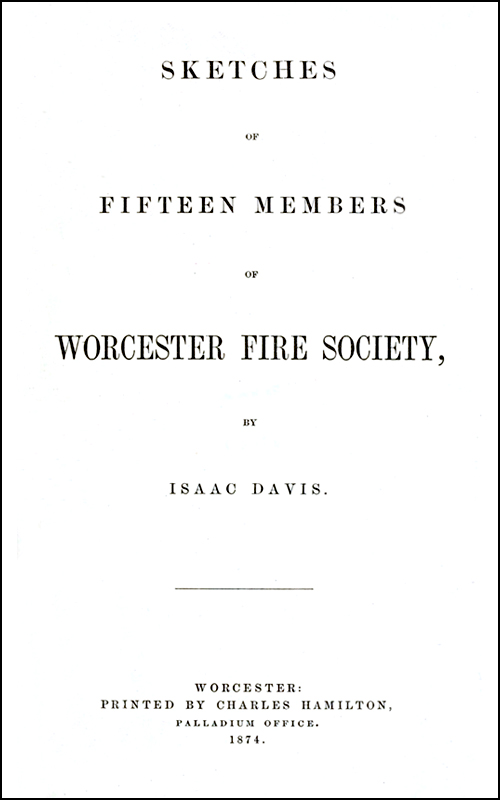 SKETCHES
OF
FIFTEEN MEMBERS
OF
WORCESTER FIRE SOCIETY,
BY
ISAAC DAVIS.
WORCESTER:
PRINTED BY CHARLES HAMILTON,
PALLADIUM OFFICE.
1874.